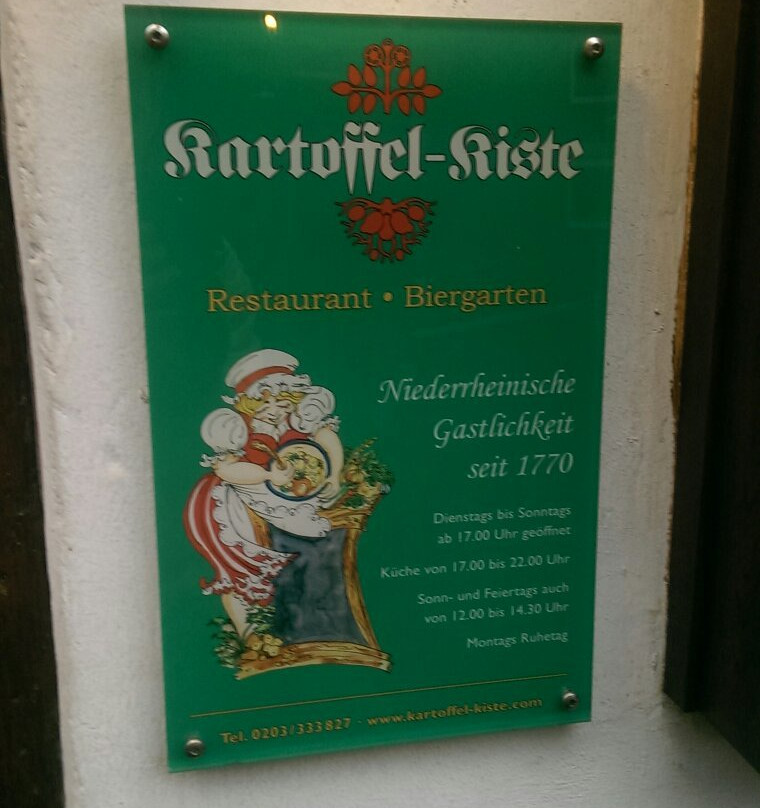 Kartoffel-Kiste
Restaurant • Biergarten
Niederrheinische
Gastlichkeit
seit 1770
Dienstags bis Sonntags
ab 17.00 Uhr geöffnet
Küche von 17.00 bis 22.00 Uhr
Sonn- und Feiertags auch
von 12.00 bis 14.30 Uhr
Montags Ruhetag
Tel. 0203/333827 · www.kartoffel-kiste.com